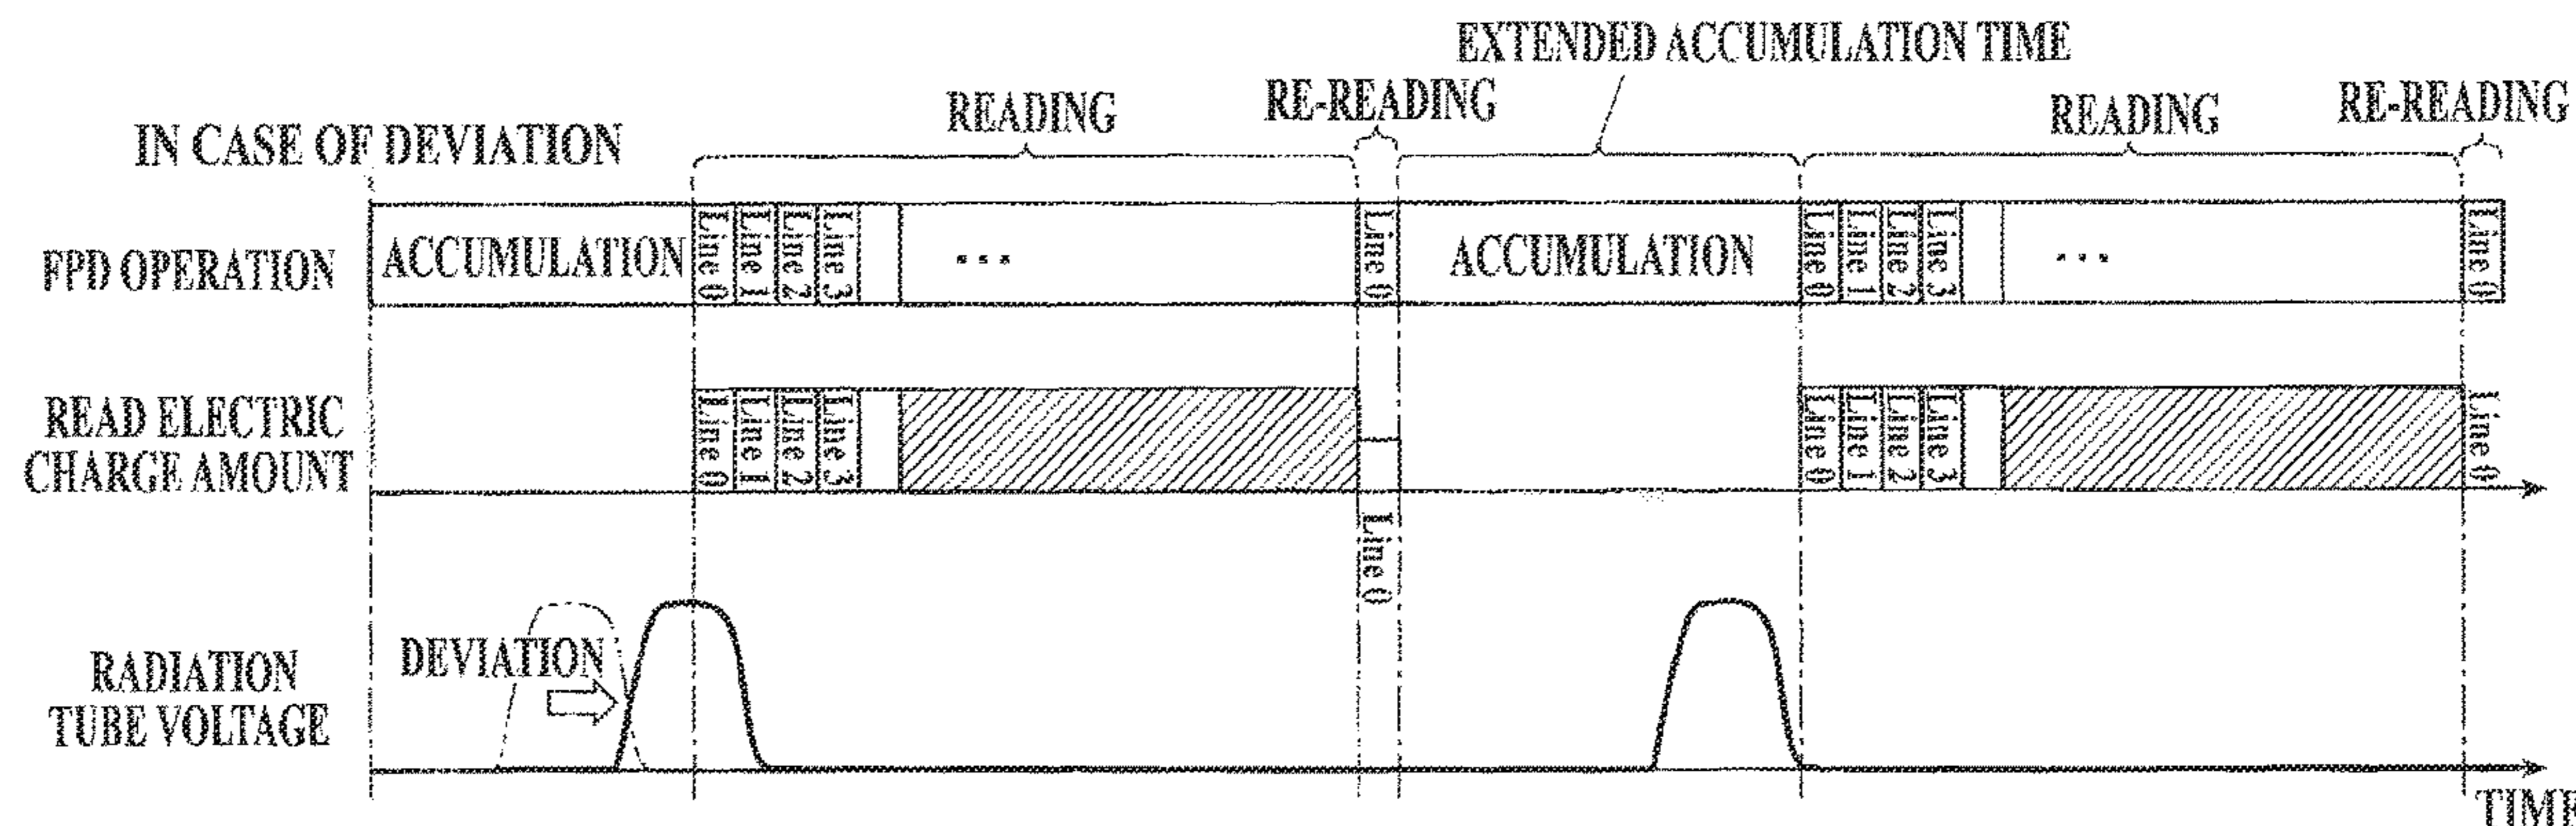 EXTENDED ACCUMULATION TIME
READING
RE-READING
READING
RE-READING
IN CASE OF DEVIATION
FPD OPERATION
ACCUMULATION
Line 0
Line 1
Line 2
Line 3
...
Line 0
ACCUMULATION
Line 0
Line 1
Line 2
Line 3
...
Line 0
READ ELECTRIC
CHARGE AMOUNT
Line 0
Line 1
Line 2
Line 3
Line 0
Line 0
Line 1
Line 2
Line 3
Line 0
RADIATION
TUBE VOLTAGE
DEVIATION
TIME